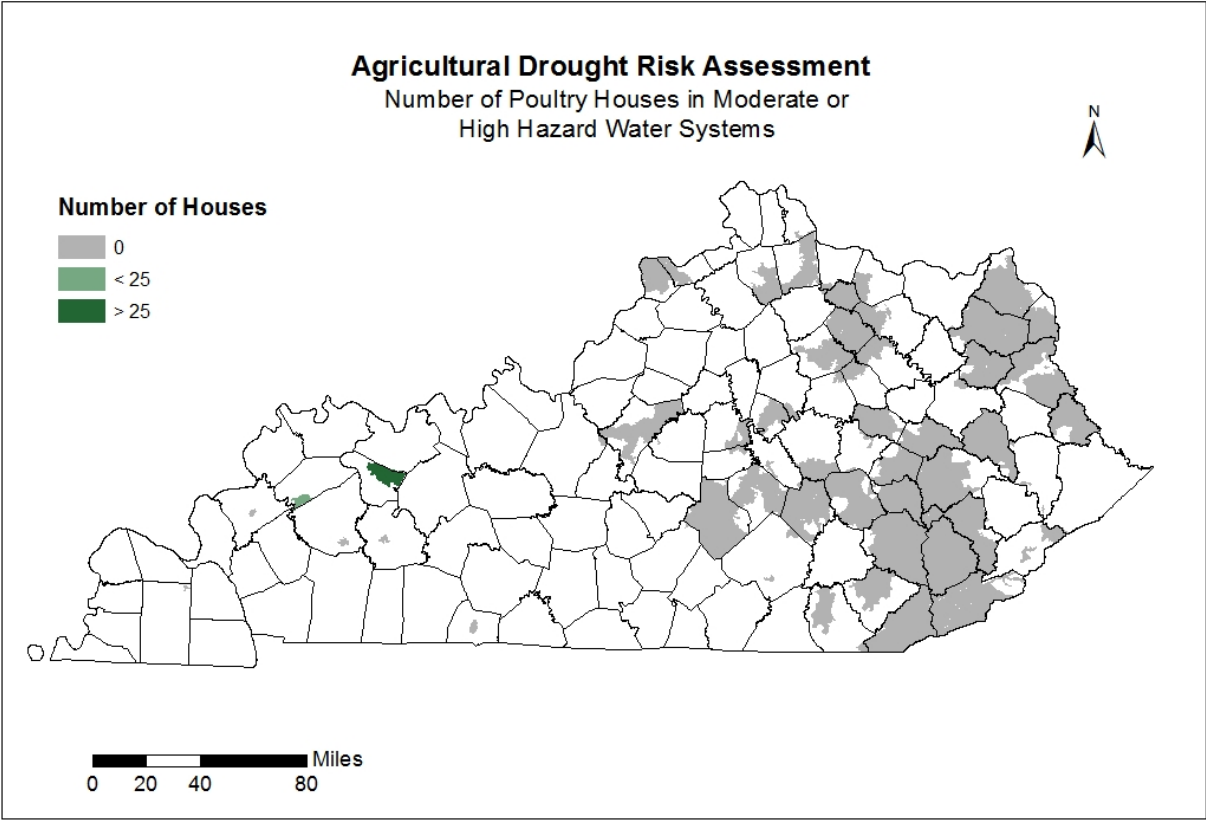 Agricultural Drought Risk Assessment
Number of Poultry Houses in Moderate or
High Hazard Water Systems
N
Number of Houses
0
< 25
> 25
Miles
0 20 40 80